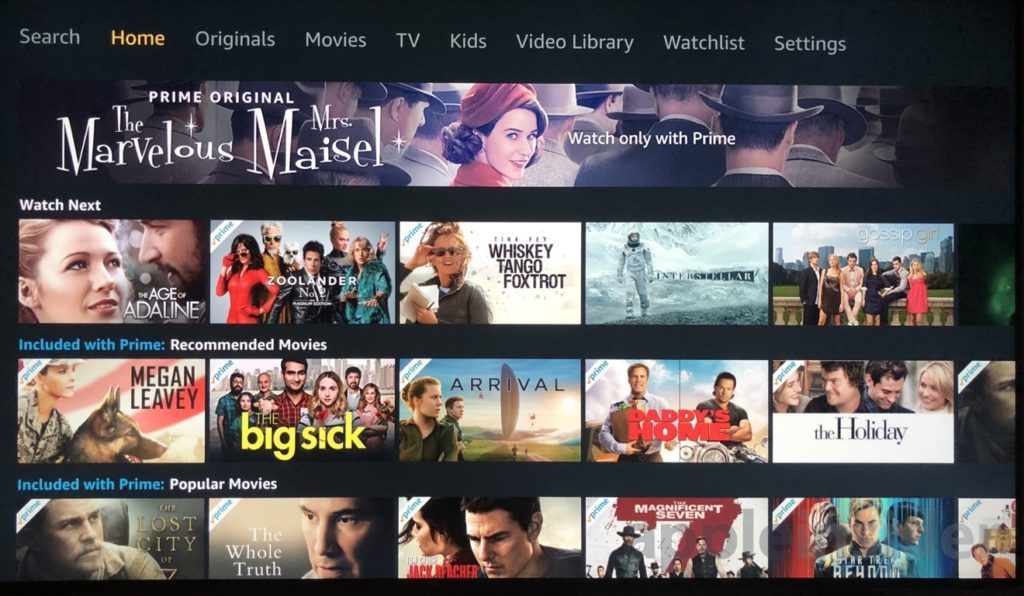 Search Home Originals Movies TV Kids Video Library Watchlist Settings
PRIME ORIGINAL
The Mrs.
Marvelous Maisel
Watch only with Prime
Watch Next
THE AGE OF
ADALINE
prime
ZOOLANDER
No. 2
MAGNUM EDITION
prime
TINA FEY
WHISKEY
TANGO
FOXTROT
INTERSTELLAR
gossip girl
Included with Prime: Recommended Movies
prime
MEGAN
LEAVEY
prime
THE
big sick
prime
ARRIVAL
prime
DADDY'S
HOME
prime
the Holiday
prime
Included with Prime: Popular Movies
prime
THE
LOST
CITY
OF
Z
prime
The
Whole
Truth
prime
TOM CRUISE
JACK REACHER
prime
THE
MAGNIFICENT
SEVEN
prime
STAR TREK
BEYOND
prime